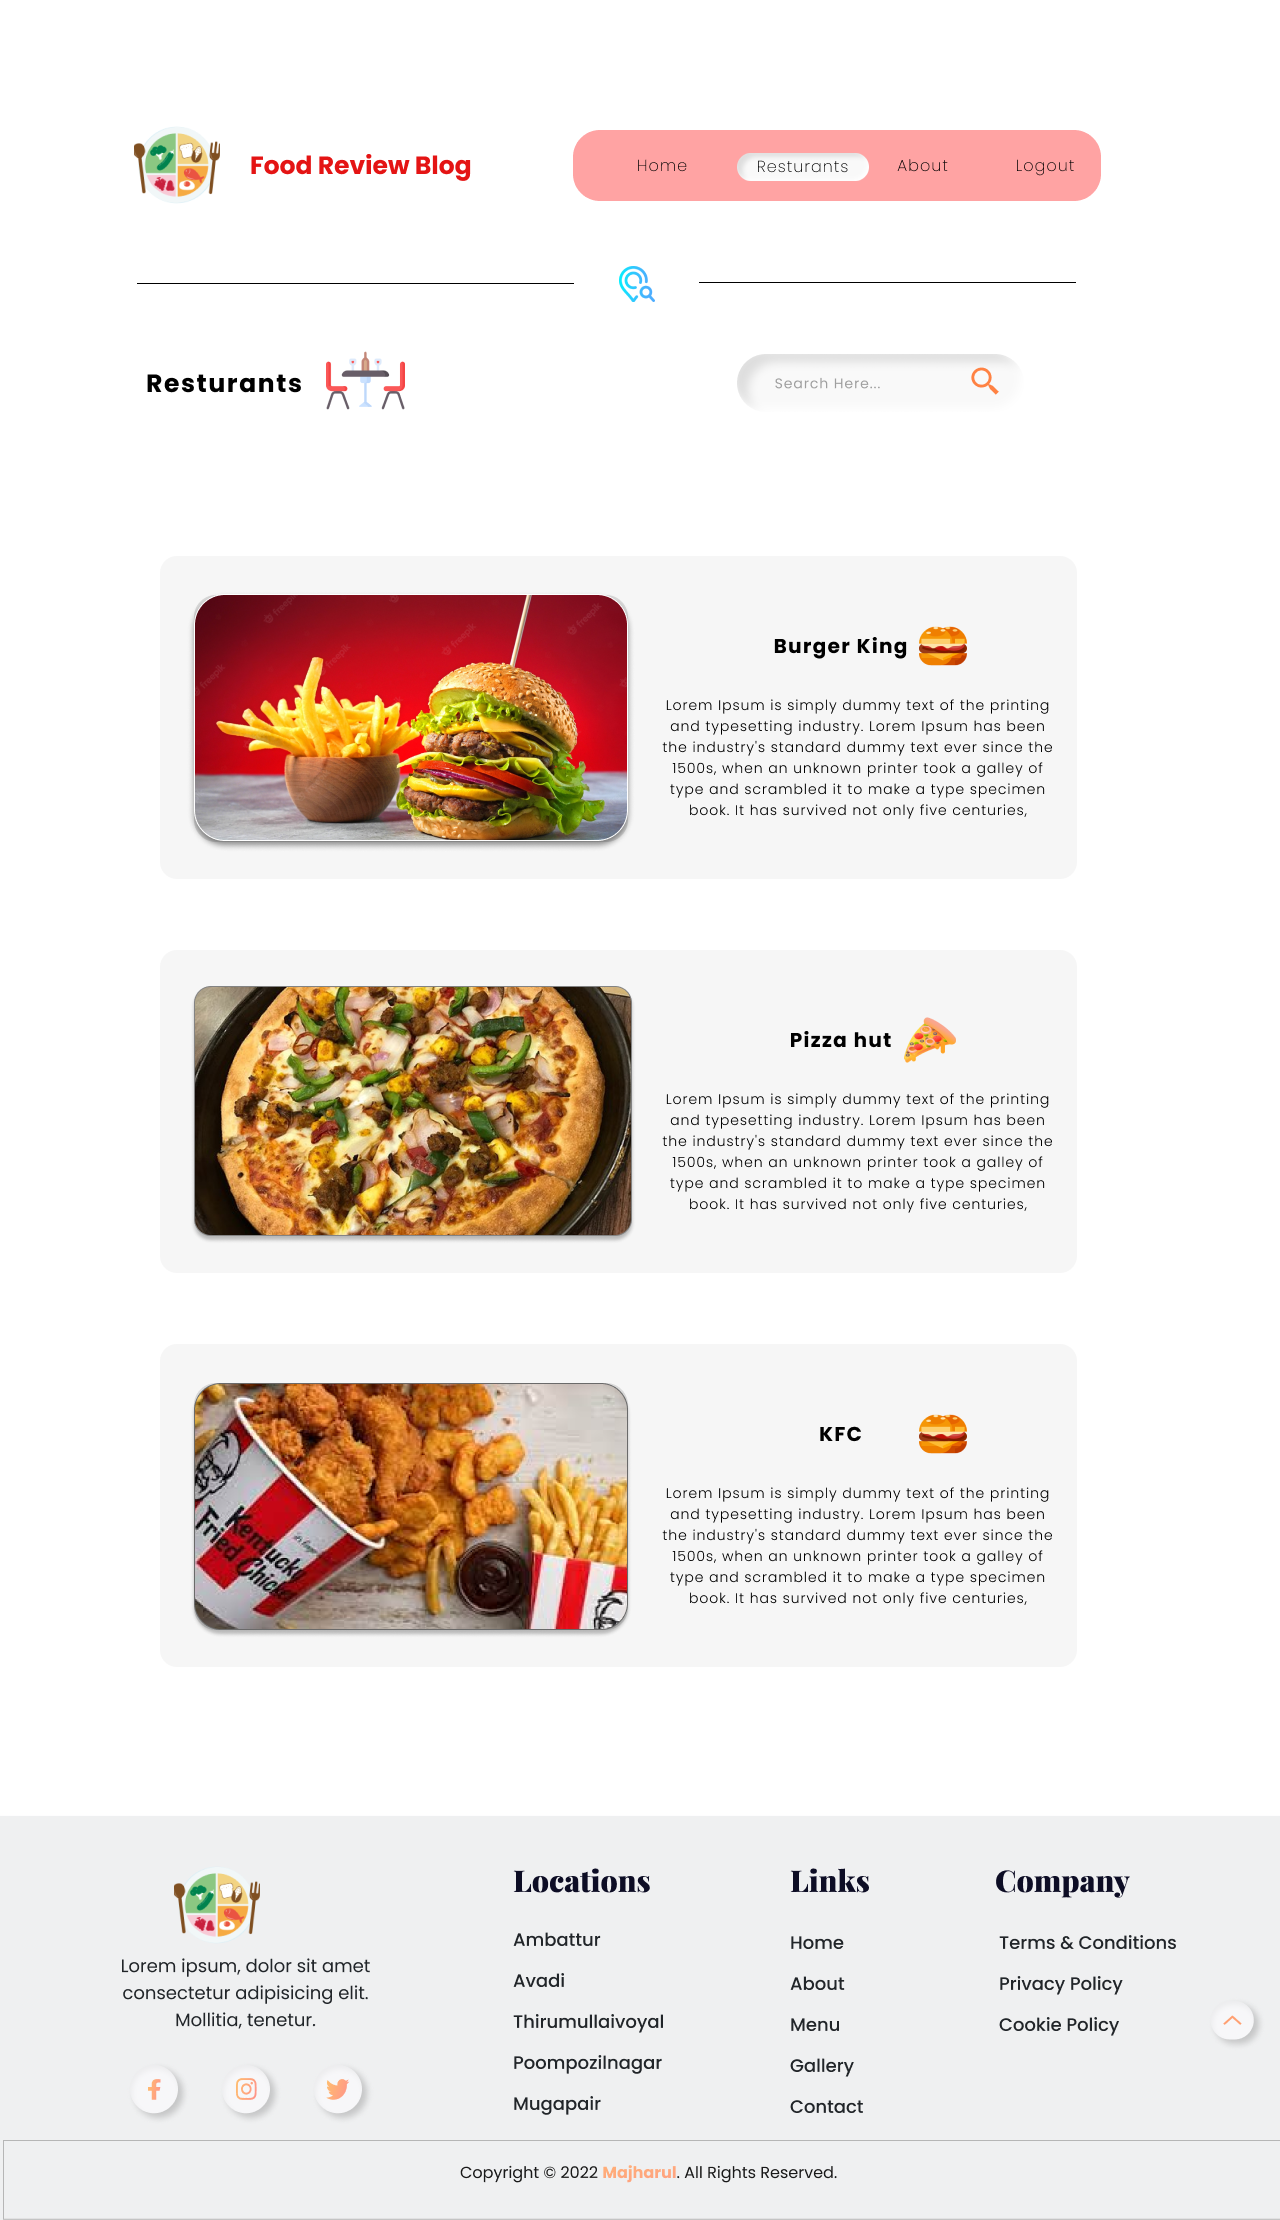 Food Review Blog
Home Resturants About Logout
Resturants
Search Here...
Burger King
Lorem Ipsum is simply dummy text of the printing
and typesetting industry. Lorem Ipsum has been
the industry's standard dummy text ever since the
1500s, when an unknown printer took a galley of
type and scrambled it to make a type specimen
book. It has survived not only five centuries,
Pizza hut
Lorem Ipsum is simply dummy text of the printing
and typesetting industry. Lorem Ipsum has been
the industry's standard dummy text ever since the
1500s, when an unknown printer took a galley of
type and scrambled it to make a type specimen
book. It has survived not only five centuries,
Kentucky
Fried Chicken
KFC
Lorem Ipsum is simply dummy text of the printing
and typesetting industry. Lorem Ipsum has been
the industry's standard dummy text ever since the
1500s, when an unknown printer took a galley of
type and scrambled it to make a type specimen
book. It has survived not only five centuries,
Lorem ipsum, dolor sit amet
consectetur adipisicing elit.
Mollitia, tenetur.
Locations
Ambattur
Avadi
Thirumullaivoyal
Poompozilnagar
Mugapair
Links
Home
About
Menu
Gallery
Contact
Company
Terms & Conditions
Privacy Policy
Cookie Policy
Copyright © 2022 Majharul. All Rights Reserved.